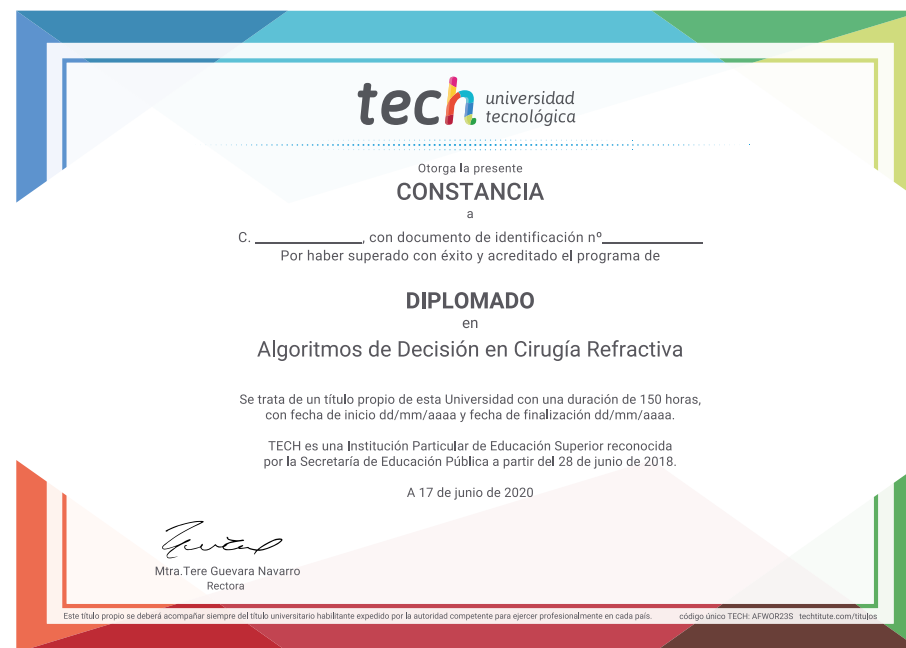 tech universidad
tecnológica
Otorga la presente
CONSTANCIA
a
C. ____________, con documento de identificación nº____________
Por haber superado con éxito y acreditado el programa de
DIPLOMADO
en
Algoritmos de Decisión en Cirugía Refractiva
Se trata de un título propio de esta Universidad con una duración de 150 horas,
con fecha de inicio dd/mm/aaaa y fecha de finalización dd/mm/aaaa.
TECH es una Institución Particular de Educación Superior reconocida
por la Secretaría de Educación Pública a partir del 28 de junio de 2018.
A 17 de junio de 2020
Mtra.Tere Guevara Navarro
Rectora
Este título propio se deberá acompañar siempre del título universitario habilitante expedido por la autoridad competente para ejercer profesionalmente en cada país. código único TECH: AFWOR23S techtitute.com/titulos